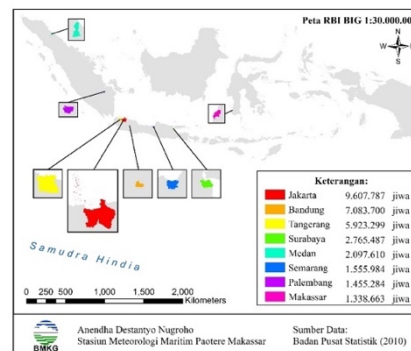 Peta RBI BIG 1:30.000.000
N
W E
S
Samudra Hindia
0 250 500 1,000 1,500 2,000
Kilometers
Keterangan:
Jakarta 9.607.787 jiwa
Bandung 7.083.700 jiwa
Tangerang 5.923.299 jiwa
Surabaya 2.765.487 jiwa
Medan 2.097.610 jiwa
Semarang 1.555.984 jiwa
Palembang 1.455.284 jiwa
Makassar 1.338.663 jiwa
BMKG
Anendha Destantyo Nugroho
Stasiun Meteorologi Maritim Paotere Makassar
Sumber Data:
Badan Pusat Statistik (2010)